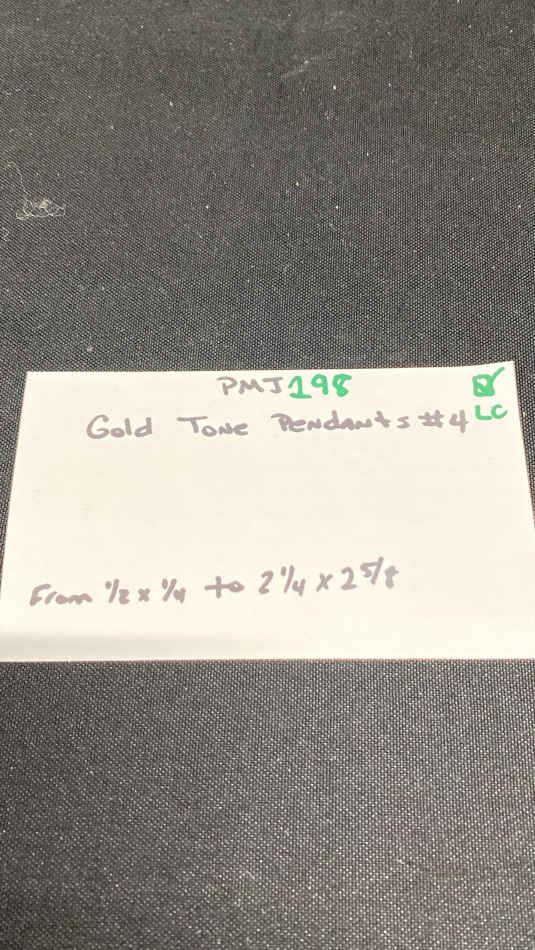 PMJ198 ☑
Gold Tone Pendants #4 LC
From 1/2 x 1/4 to 2 1/4 x 2 5/8